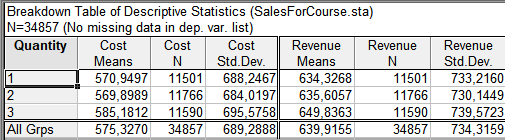 Breakdown Table of Descriptive Statistics (SalesForCourse.sta)
N=34857 (No missing data in dep. var. list)
Quantity Cost Means Cost N Cost Std.Dev. Revenue Means Revenue N Revenue Std.Dev.
1 570,9497 11501 688,2467 634,3268 11501 733,2160
2 569,8989 11766 684,0197 635,6057 11766 730,1449
3 585,1812 11590 695,5758 649,8363 11590 739,5723
All Grps 575,3270 34857 689,2888 639,9155 34857 734,3159